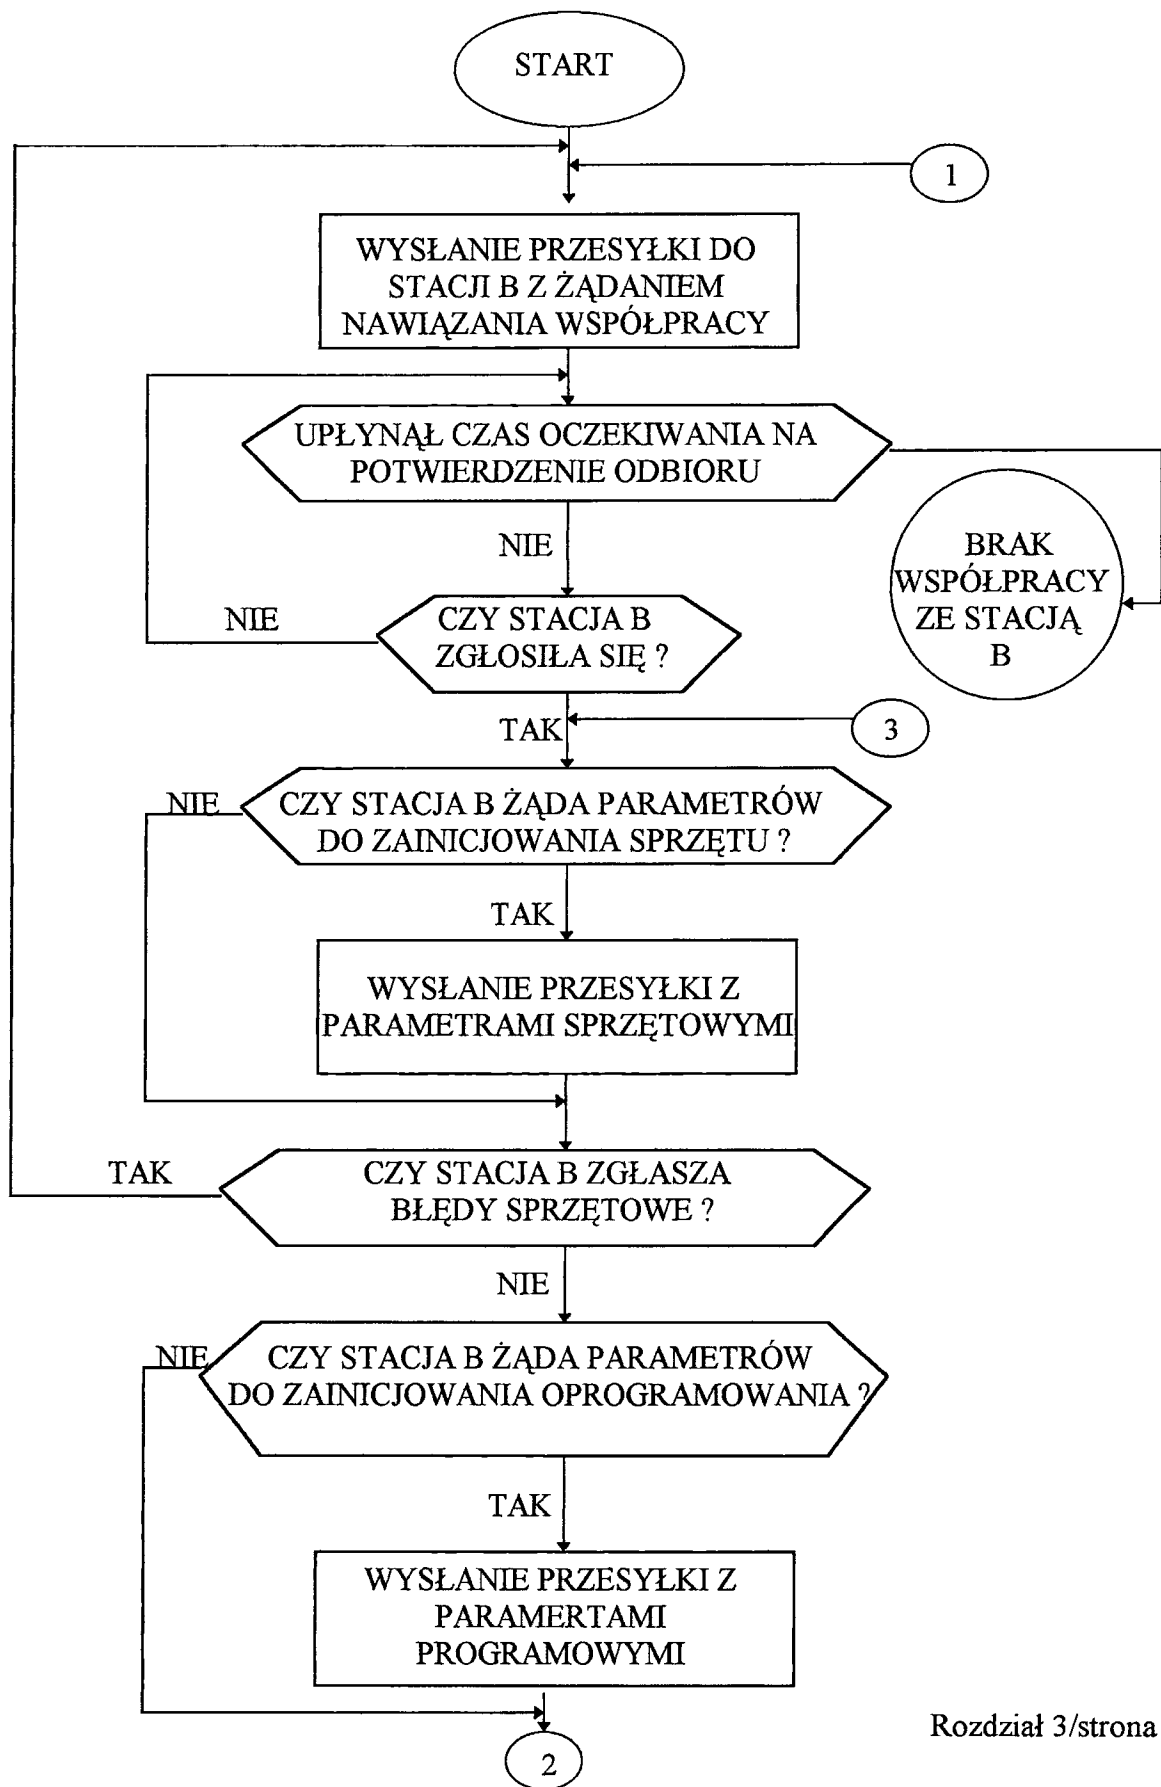 START
1
WYSŁANIE PRZESYŁKI DO
STACJI B Z ŻĄDANIEM
NAWIĄZANIA WSPÓŁPRACY
UPŁYNĄŁ CZAS OCZEKIWANIA NA
POTWIERDZENIE ODBIORU
NIE
BRAK
WSPÓŁPRACY
ZE STACJĄ
B
NIE
CZY STACJA B
ZGŁOSIŁA SIĘ ?
TAK
3
NIE
CZY STACJA B ŻĄDA PARAMETRÓW
DO ZAINICJOWANIA SPRZĘTU ?
TAK
WYSŁANIE PRZESYŁKI Z
PARAMETRAMI SPRZĘTOWYMI
TAK
CZY STACJA B ZGŁASZA
BŁĘDY SPRZĘTOWE ?
NIE
NIE
CZY STACJA B ŻĄDA PARAMETRÓW
DO ZAINICJOWANIA OPROGRAMOWANIA ?
TAK
WYSŁANIE PRZESYŁKI Z
PARAMERTAMI
PROGRAMOWYMI
Rozdział 3/strona
2